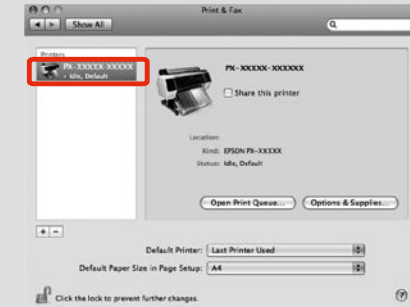 Print & Fax
Show All
Printers
PX-XXXXX-XXXXX
• Idle, Default
PX-XXXXX-XXXXXX
Share this printer
Location:
Kind: EPSON PX-XXXXX
Status: Idle, Default
Open Print Queue...
Options & Supplies...
+ -
Default Printer: Last Printer Used
Default Paper Size in Page Setup: A4
Click the lock to prevent further changes.
?